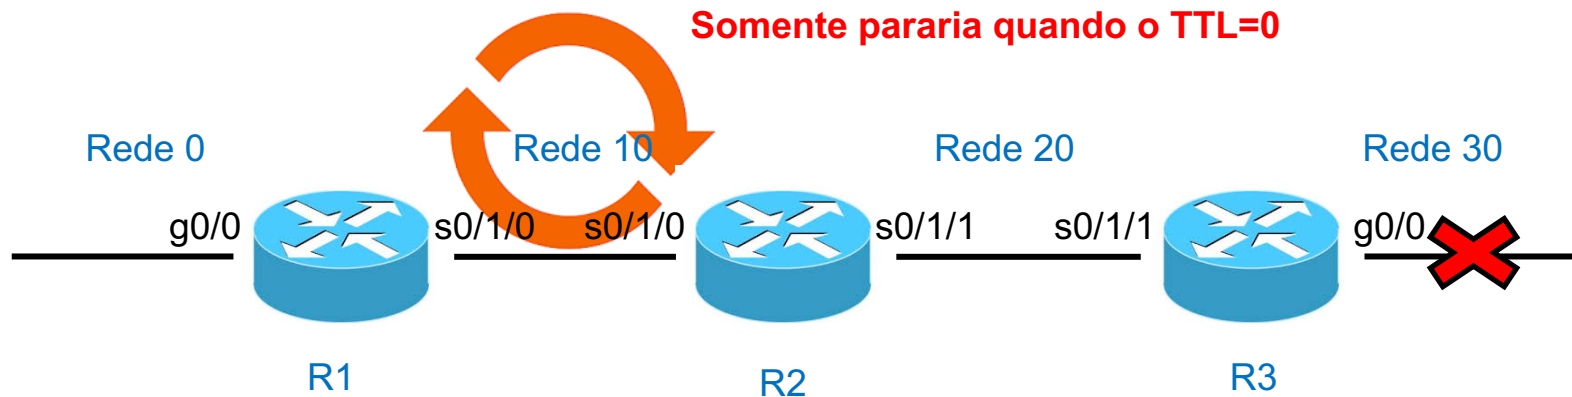 Somente pararia quando o TTL=0
Rede 0
Rede 10
Rede 20
Rede 30
g0/0
s0/1/0
s0/1/0
s0/1/1
s0/1/1
g0/0
R1
R2
R3